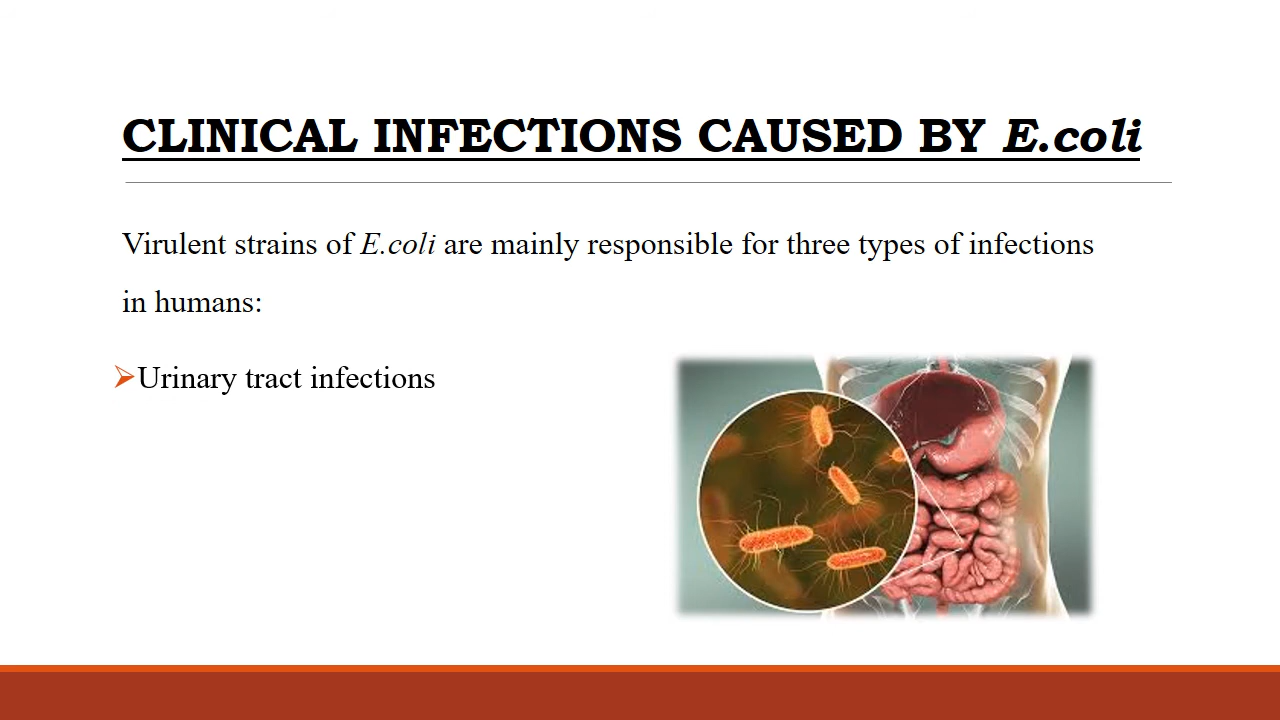 CLINICAL INFECTIONS CAUSED BY E.coli
Virulent strains of E.coli are mainly responsible for three types of infections
in humans:
Urinary tract infections